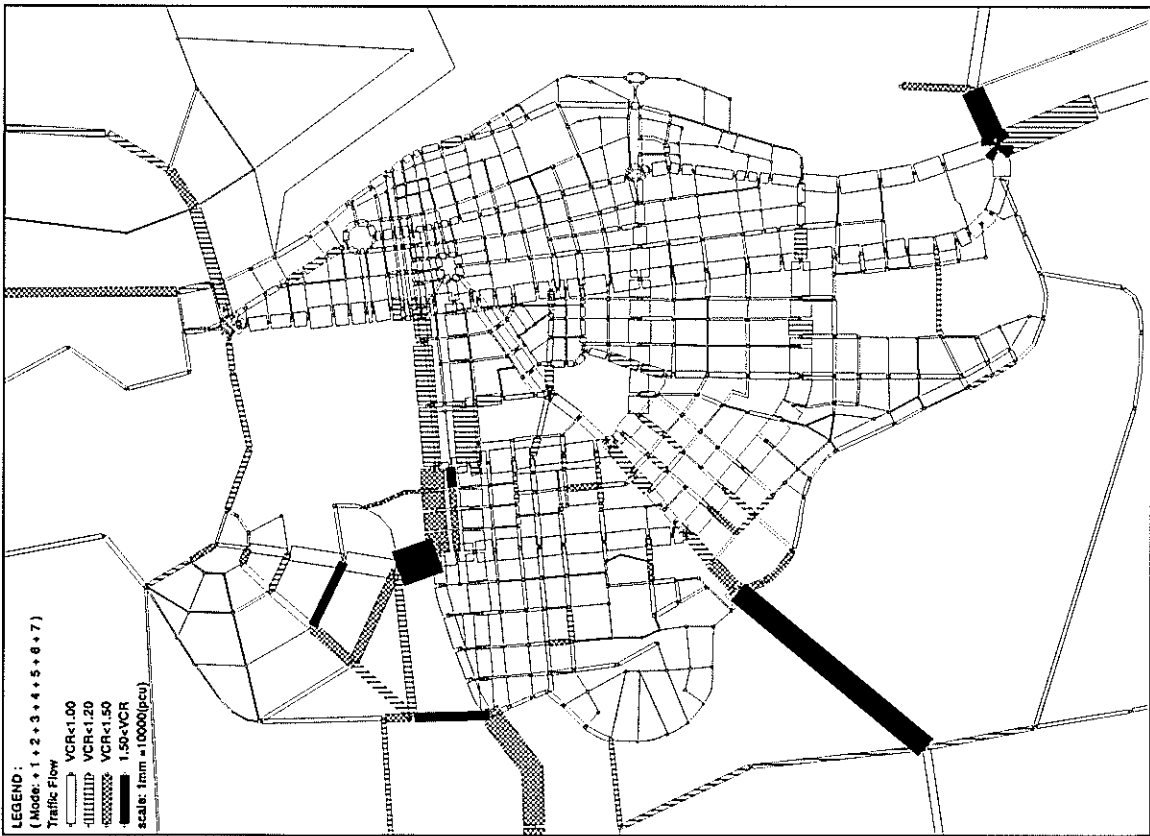 LEGEND :
( Mode: + 1 + 2 + 3 + 4 + 5 + 6 + 7 )
Traffic Flow
VCR<1.00
VCR<1.20
VCR<1.50
1.50<VCR
scale: 1mm =10000(pcu)